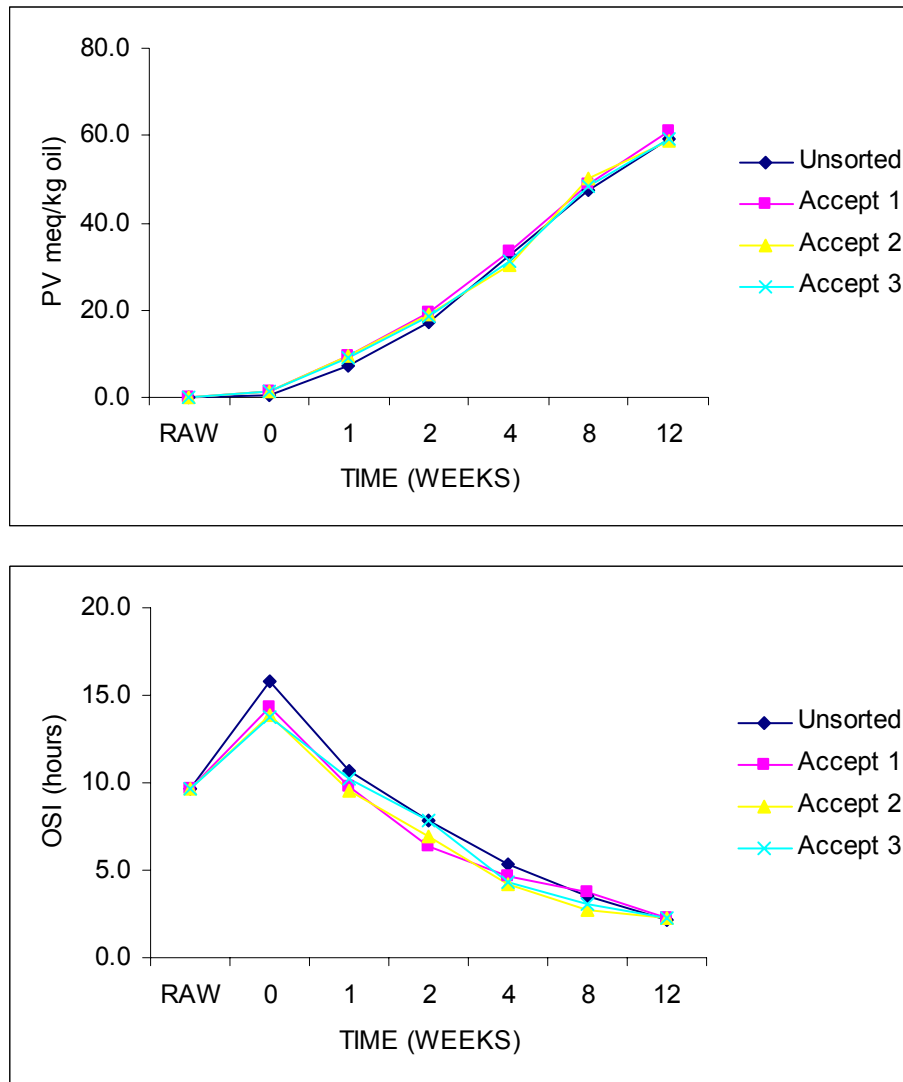 80.0
60.0
40.0
20.0
0.0
PV meq/kg oil)
RAW 0 1 2 4 8 12
TIME (WEEKS)
Unsorted
Accept 1
Accept 2
Accept 3
20.0
15.0
10.0
5.0
0.0
OSI (hours)
RAW 0 1 2 4 8 12
TIME (WEEKS)
Unsorted
Accept 1
Accept 2
Accept 3